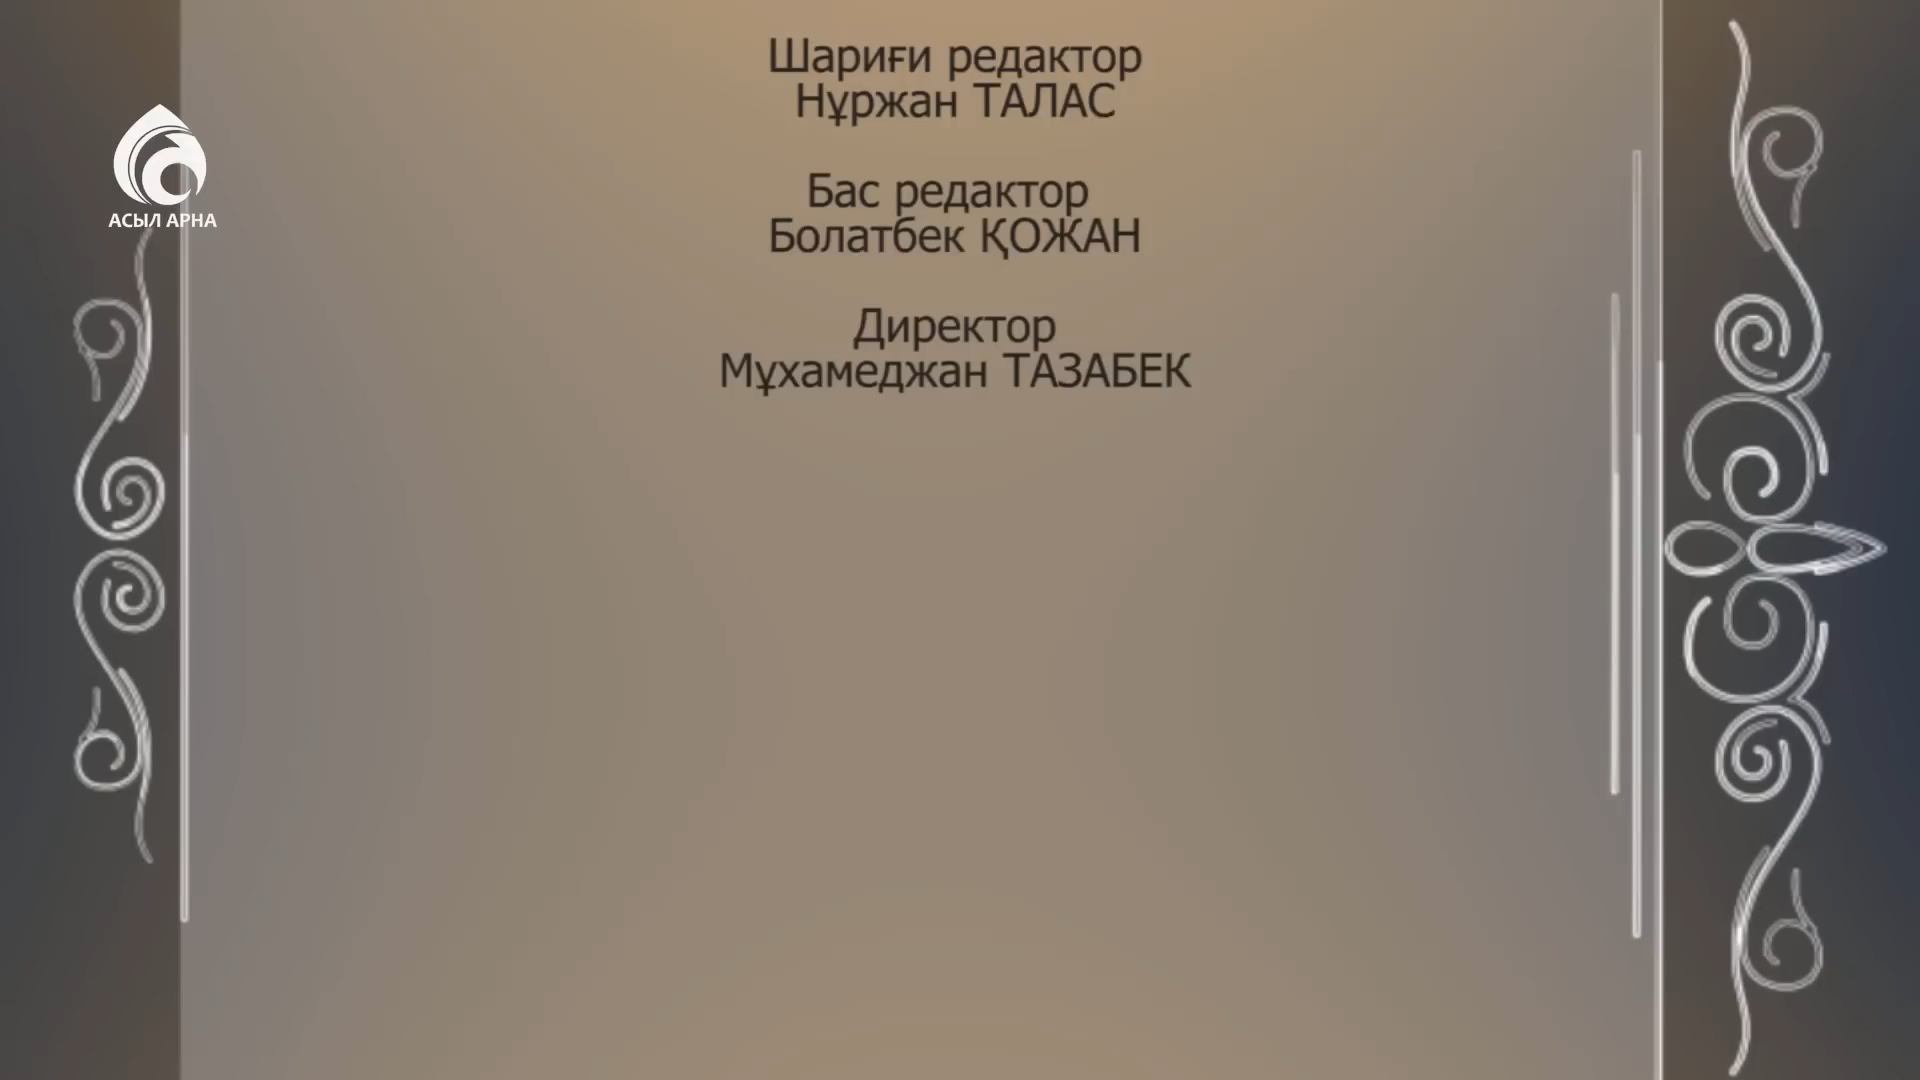 Шариғи редактор
Нұржан ТАЛАС
АСЫЛ АРНА
Бас редактор
Болатбек ҚОЖАН
Директор
Мұхамеджан ТАЗАБЕК